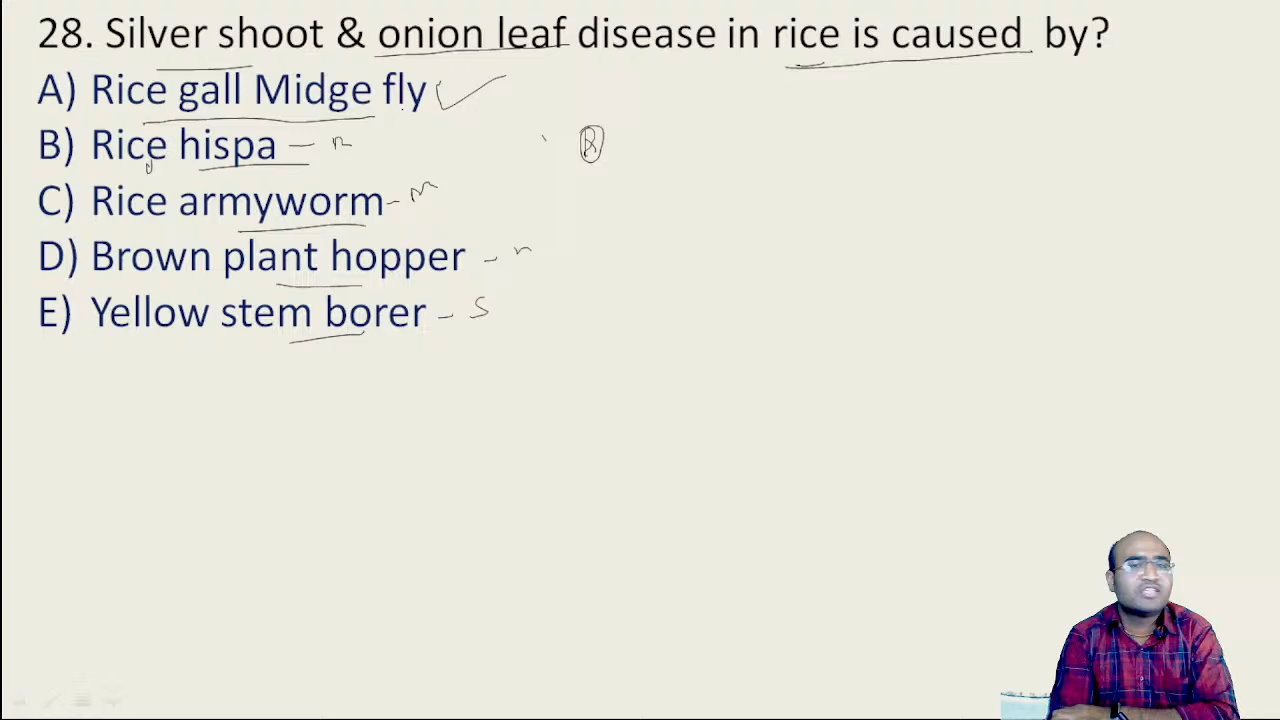 28. Silver shoot & onion leaf disease in rice is caused by?
A) Rice gall Midge fly
B) Rice hispa – n
C) Rice armyworm - m
D) Brown plant hopper - n
E) Yellow stem borer - S